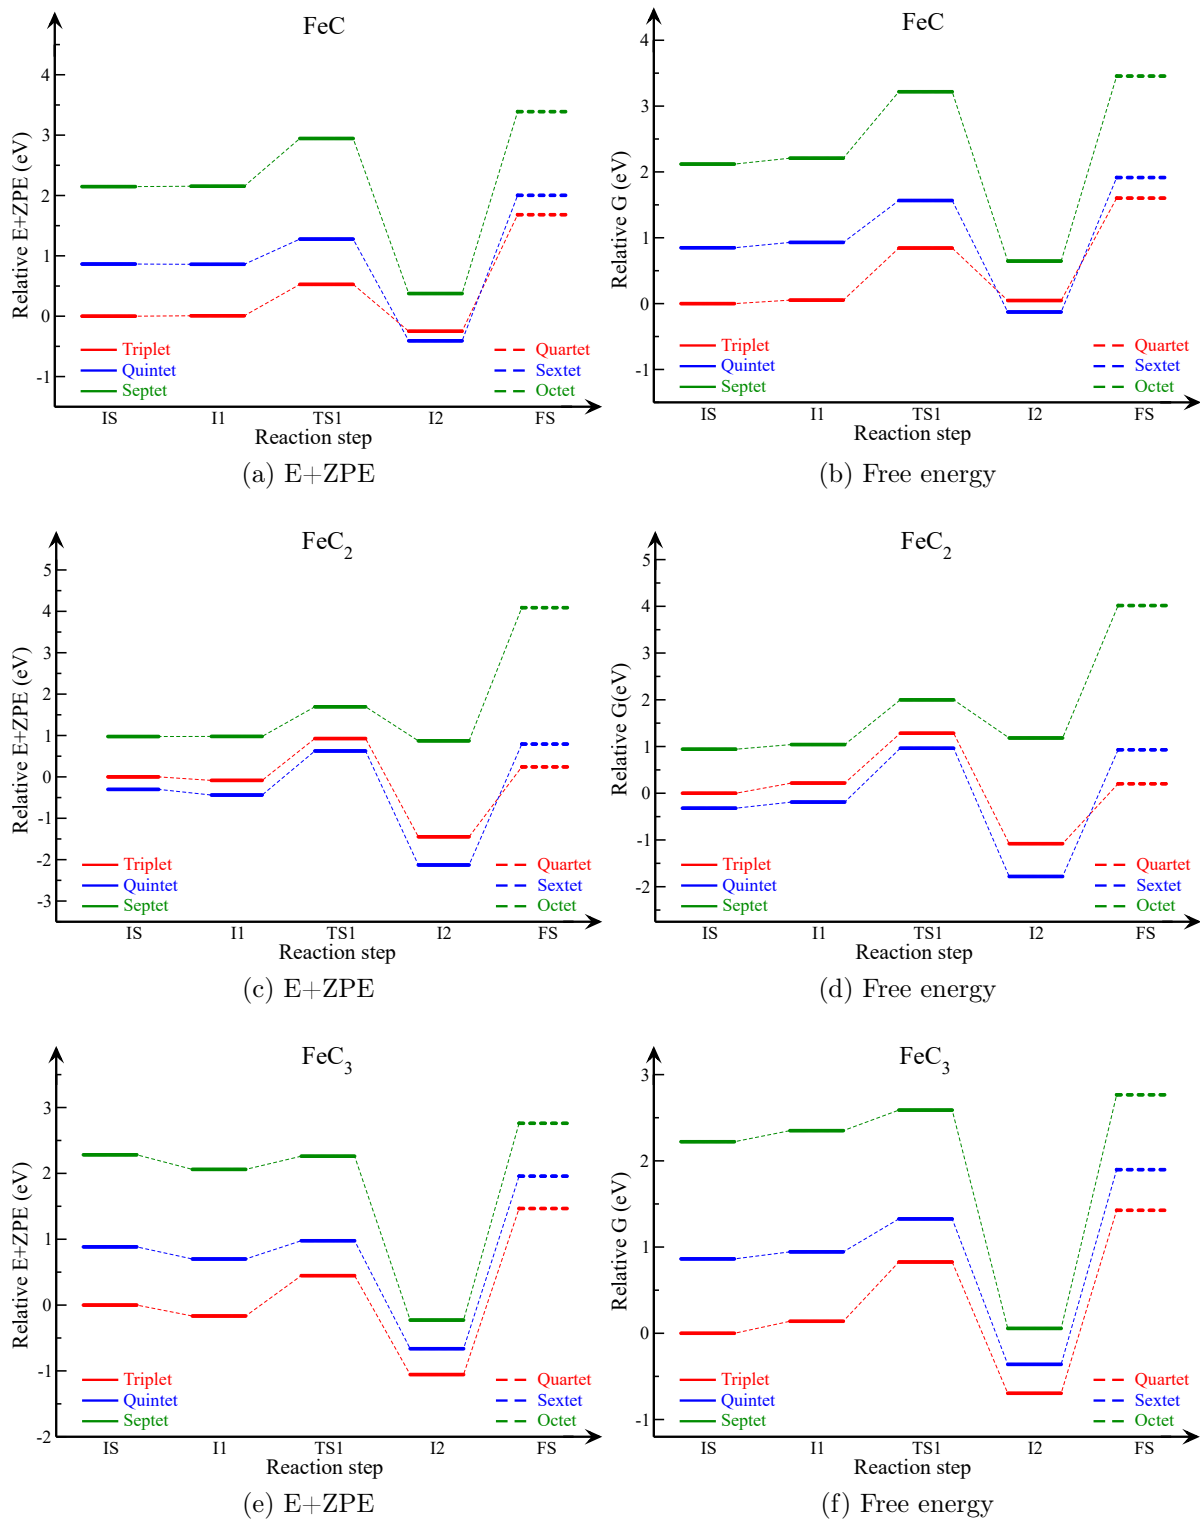 FeC
Relative E+ZPE (eV)
4
3
2
1
0
-1
Triplet
Quintet
Septet
Quartet
Sextet
Octet
IS I1 TS1 I2 FS
Reaction step
(a) E+ZPE
FeC
Relative G (eV)
4
3
2
1
0
-1
Triplet
Quintet
Septet
Quartet
Sextet
Octet
IS I1 TS1 I2 FS
Reaction step
(b) Free energy
FeC2
Relative E+ZPE (eV)
5
4
3
2
1
0
-1
-2
-3
Triplet
Quintet
Septet
Quartet
Sextet
Octet
IS I1 TS1 I2 FS
Reaction step
(c) E+ZPE
FeC2
Relative G(eV)
5
4
3
2
1
0
-1
-2
Triplet
Quintet
Septet
Quartet
Sextet
Octet
IS I1 TS1 I2 FS
Reaction step
(d) Free energy
FeC3
Relative E+ZPE (eV)
3
2
1
0
-1
-2
Triplet
Quintet
Septet
Quartet
Sextet
Octet
IS I1 TS1 I2 FS
Reaction step
(e) E+ZPE
FeC3
Relative G (eV)
3
2
1
0
-1
Triplet
Quintet
Septet
Quartet
Sextet
Octet
IS I1 TS1 I2 FS
Reaction step
(f) Free energy